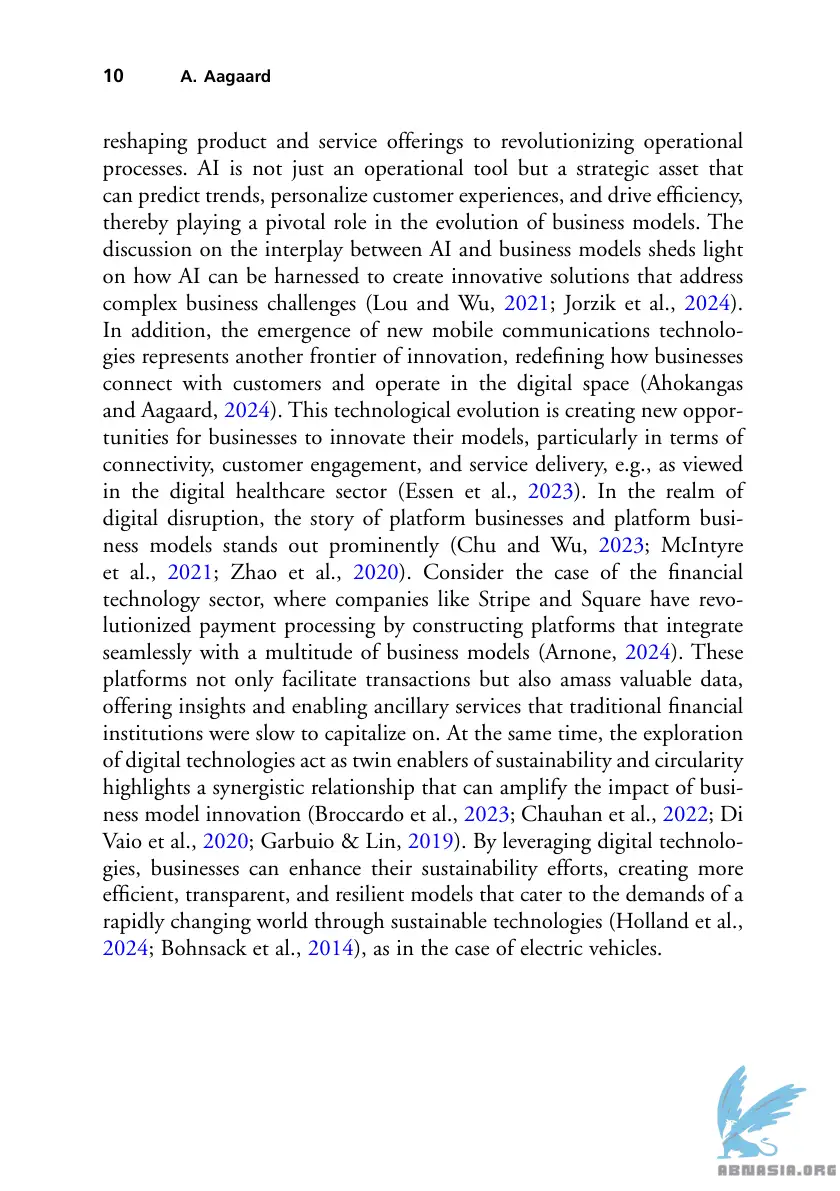 10 A. Aagaard
reshaping product and service offerings to revolutionizing operational
processes. AI is not just an operational tool but a strategic asset that
can predict trends, personalize customer experiences, and drive efficiency,
thereby playing a pivotal role in the evolution of business models. The
discussion on the interplay between AI and business models sheds light
on how AI can be harnessed to create innovative solutions that address
complex business challenges (Lou and Wu, 2021; Jorzik et al., 2024).
In addition, the emergence of new mobile communications technolo-
gies represents another frontier of innovation, redefining how businesses
connect with customers and operate in the digital space (Ahokangas
and Aagaard, 2024). This technological evolution is creating new oppor-
tunities for businesses to innovate their models, particularly in terms of
connectivity, customer engagement, and service delivery, e.g., as viewed
in the digital healthcare sector (Essen et al., 2023). In the realm of
digital disruption, the story of platform businesses and platform busi-
ness models stands out prominently (Chu and Wu, 2023; McIntyre
et al., 2021; Zhao et al., 2020). Consider the case of the financial
technology sector, where companies like Stripe and Square have revo-
lutionized payment processing by constructing platforms that integrate
seamlessly with a multitude of business models (Arnone, 2024). These
platforms not only facilitate transactions but also amass valuable data,
offering insights and enabling ancillary services that traditional financial
institutions were slow to capitalize on. At the same time, the exploration
of digital technologies act as twin enablers of sustainability and circularity
highlights a synergistic relationship that can amplify the impact of busi-
ness model innovation (Broccardo et al., 2023; Chauhan et al., 2022; Di
Vaio et al., 2020; Garbuio & Lin, 2019). By leveraging digital technolo-
gies, businesses can enhance their sustainability efforts, creating more
efficient, transparent, and resilient models that cater to the demands of a
rapidly changing world through sustainable technologies (Holland et al.,
2024; Bohnsack et al., 2014), as in the case of electric vehicles.
ABNASIA.ORG